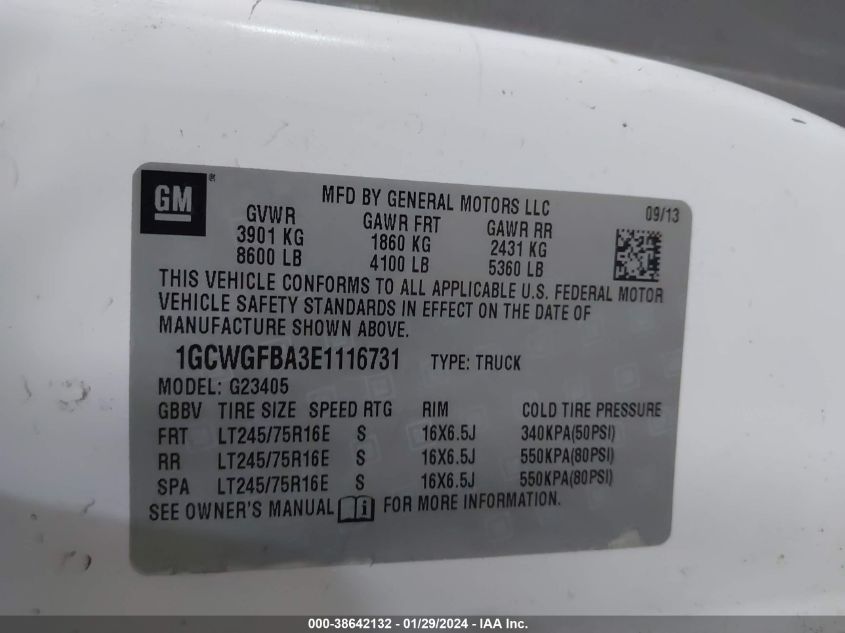 GM ®
MFD BY GENERAL MOTORS LLC 09/13
GVWR GAWR FRT GAWR RR
3901 KG 1860 KG 2431 KG
8600 LB 4100 LB 5360 LB
THIS VEHICLE CONFORMS TO ALL APPLICABLE U.S. FEDERAL MOTOR
VEHICLE SAFETY STANDARDS IN EFFECT ON THE DATE OF
MANUFACTURE SHOWN ABOVE.
1GCWGFBA3E1116731 TYPE: TRUCK
MODEL: G23405
GBBV TIRE SIZE SPEED RTG RIM COLD TIRE PRESSURE
FRT LT245/75R16E S 16X6.5J 340KPA(50PSI)
RR LT245/75R16E S 16X6.5J 550KPA(80PSI)
SPA LT245/75R16E S 16X6.5J 550KPA(80PSI)
SEE OWNER'S MANUAL i FOR MORE INFORMATION.
000-38642132 - 01/29/2024 - IAA Inc.